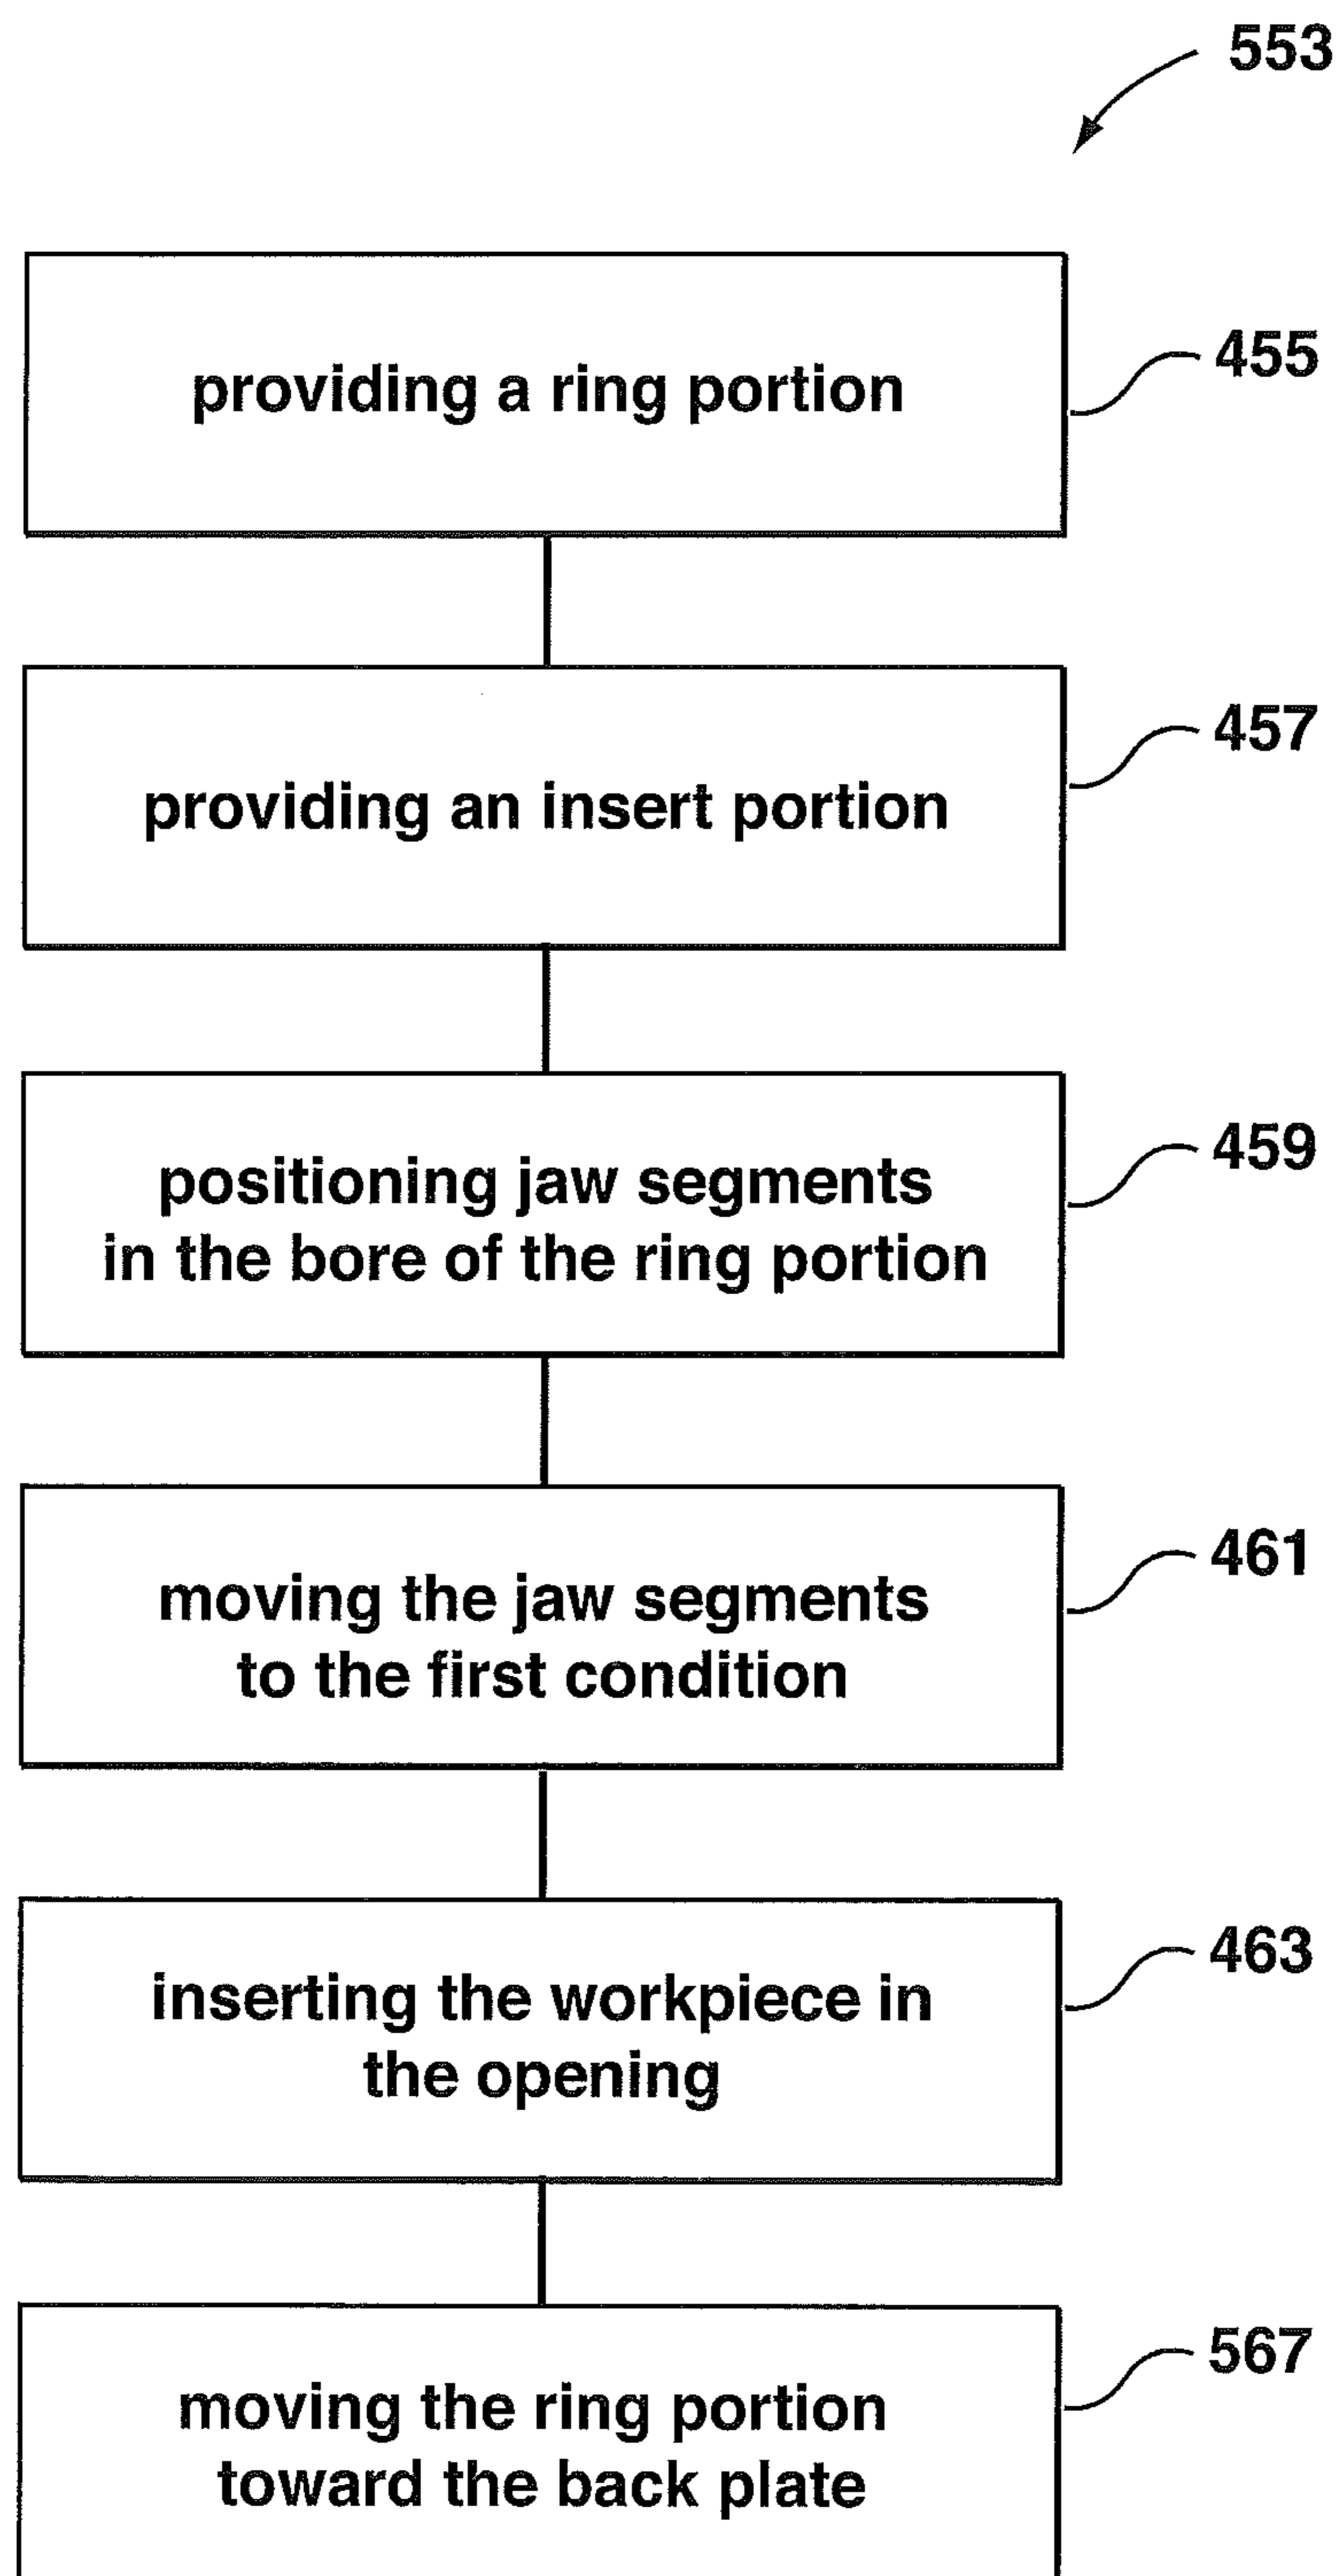 553
providing a ring portion
455
providing an insert portion
457
positioning jaw segments
in the bore of the ring portion
459
moving the jaw segments
to the first condition
461
inserting the workpiece in
the opening
463
moving the ring portion
toward the back plate
567